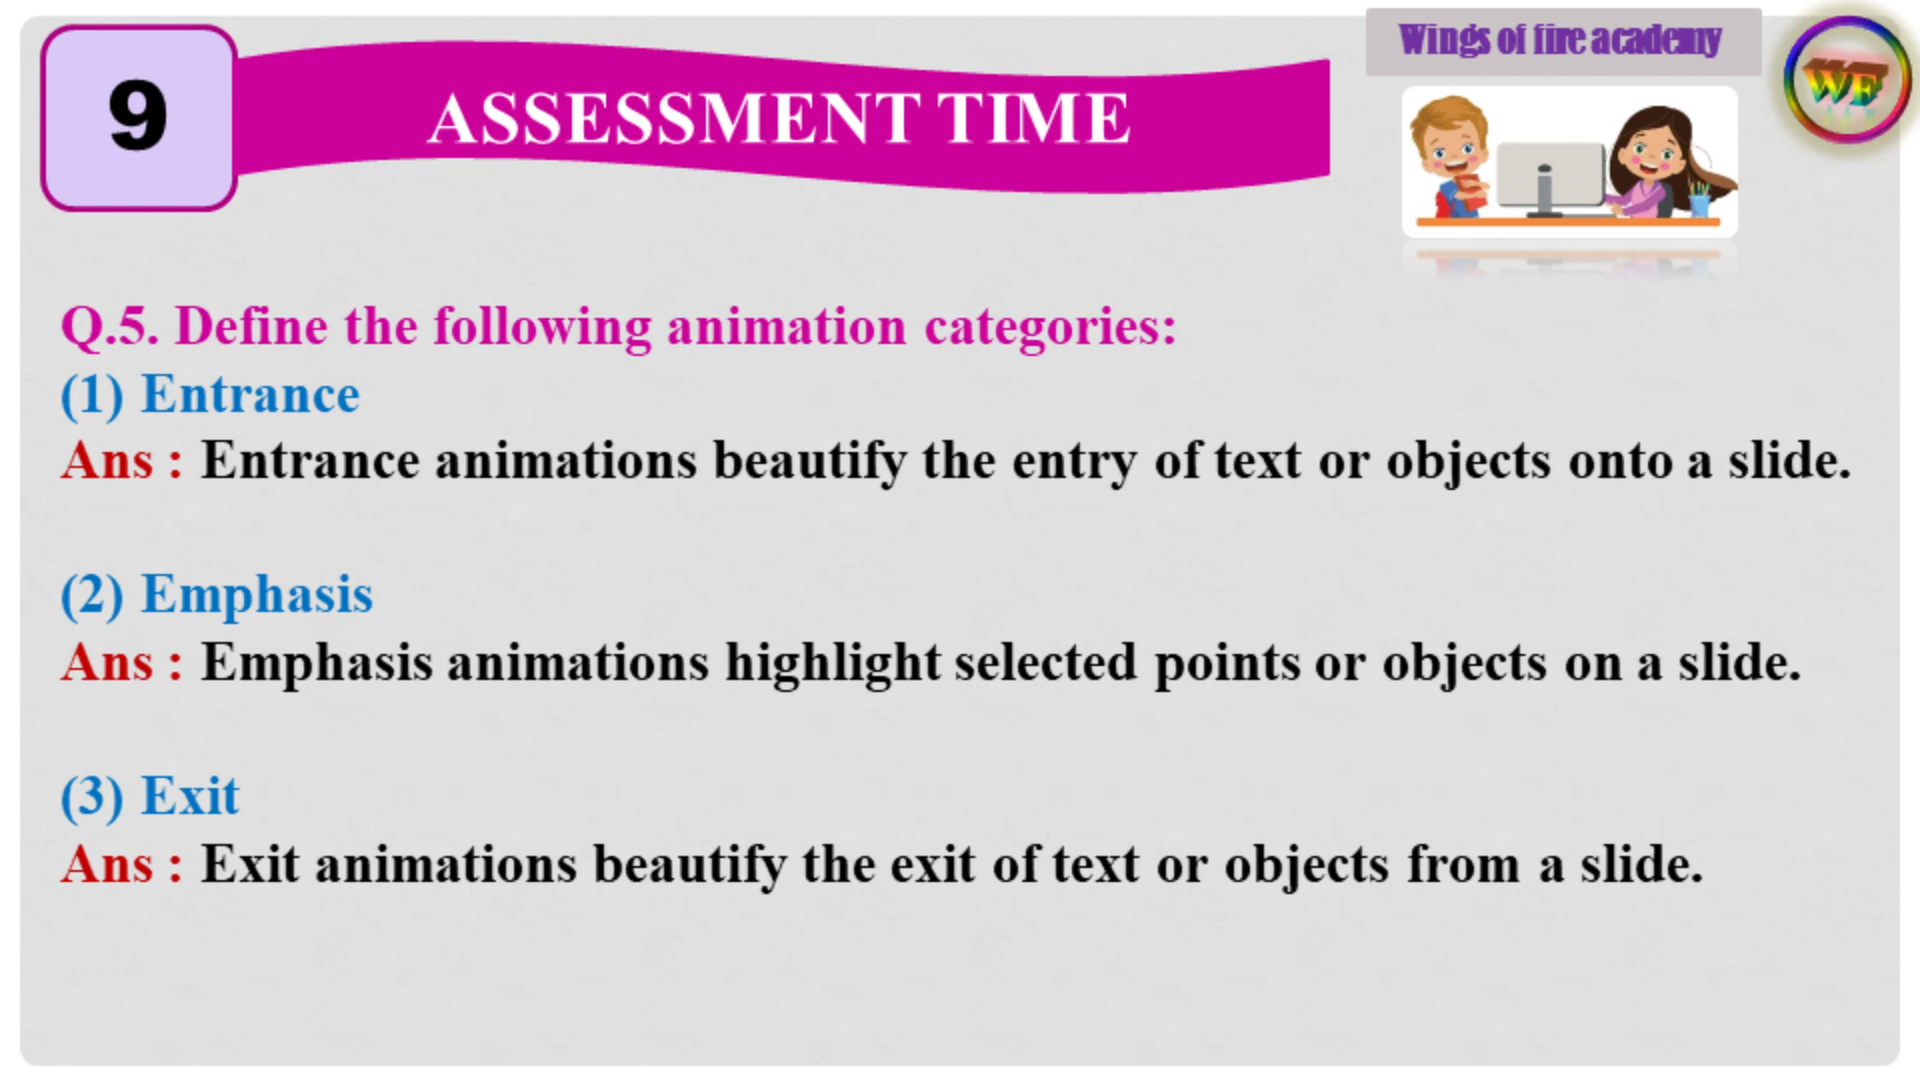 Wings of fire academy
WF
9
ASSESSMENT TIME
Q.5. Define the following animation categories:
(1) Entrance
Ans : Entrance animations beautify the entry of text or objects onto a slide.
(2) Emphasis
Ans : Emphasis animations highlight selected points or objects on a slide.
(3) Exit
Ans : Exit animations beautify the exit of text or objects from a slide.